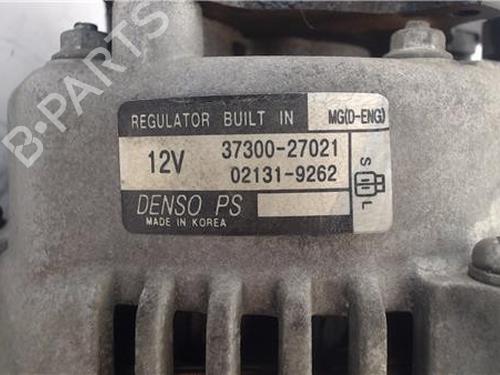 REGULATOR BUILT IN MG(D-ENG)
12V 37300-27021
02131-9262
DENSO PS
MADE IN KOREA
S
L
B-PARTS